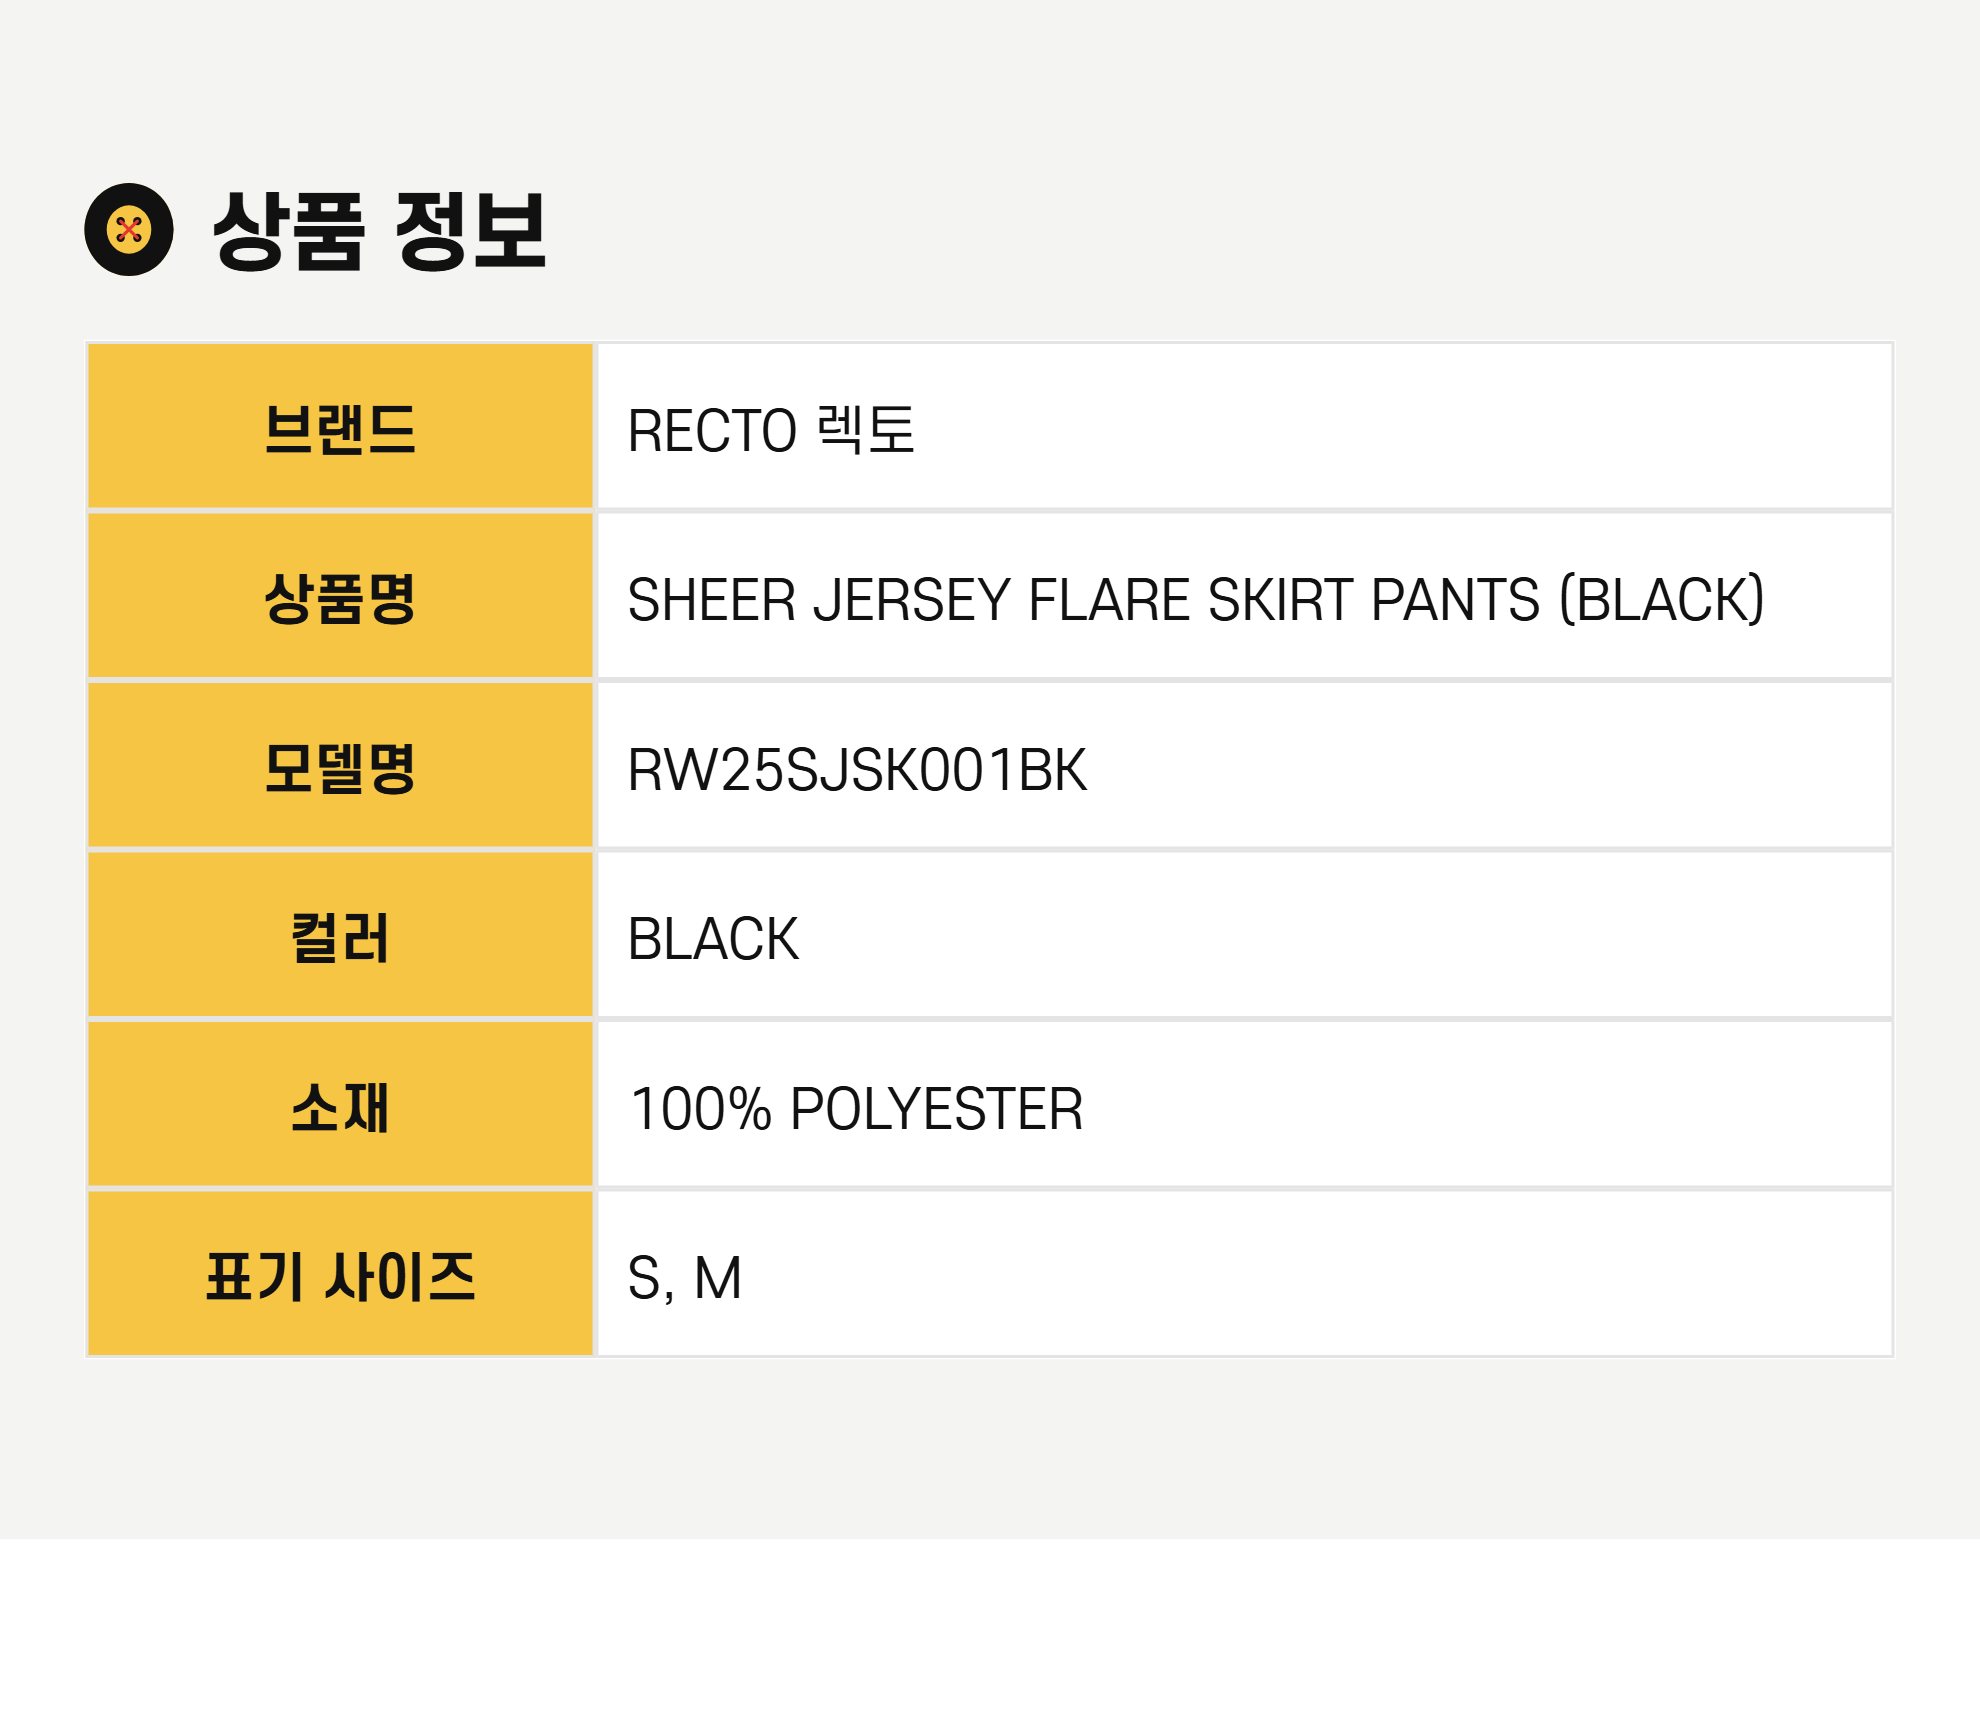 상품 정보
브랜드 RECTO 렉토
상품명 SHEER JERSEY FLARE SKIRT PANTS (BLACK)
모델명 RW25SJSK001BK
컬러 BLACK
소재 100% POLYESTER
표기 사이즈 S, M